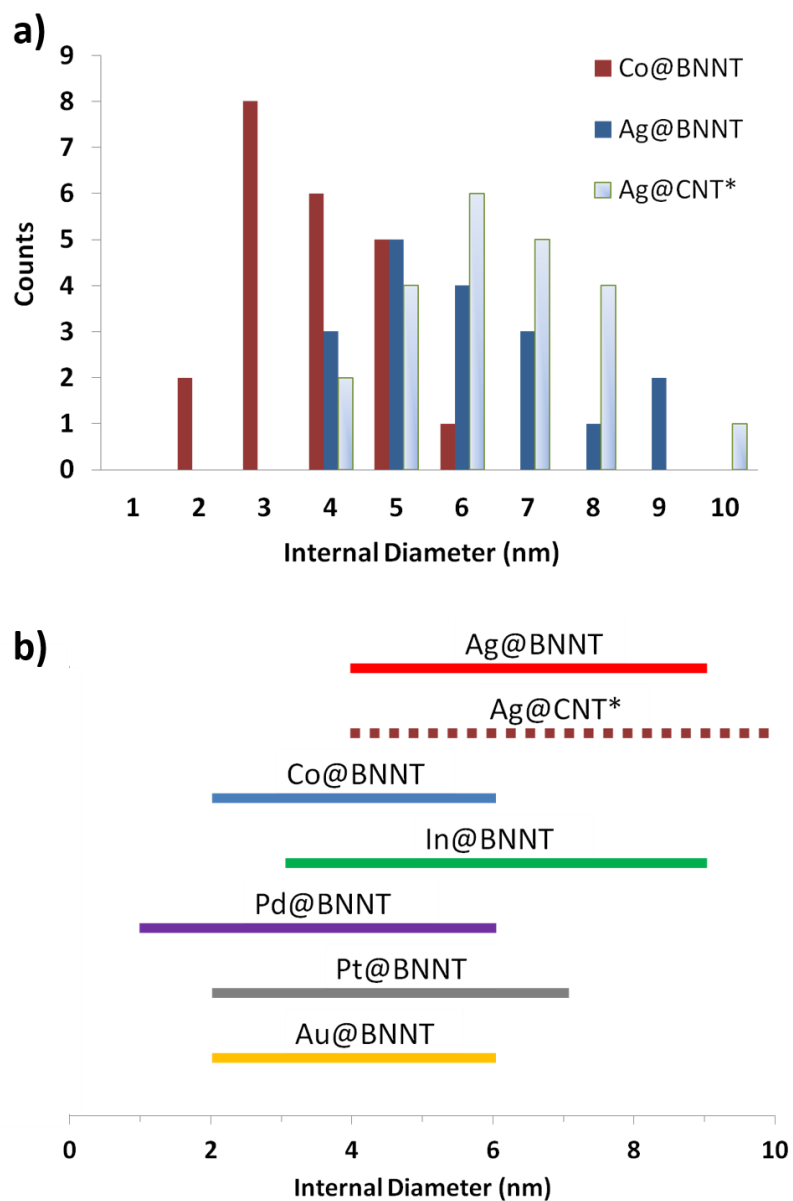 a)
9
8
7
6
5
4
3
2
1
0
Counts
Co@BNNT
Ag@BNNT
Ag@CNT*
1 2 3 4 5 6 7 8 9 10
Internal Diameter (nm)
b)
Ag@BNNT
Ag@CNT*
Co@BNNT
In@BNNT
Pd@BNNT
Pt@BNNT
Au@BNNT
0 2 4 6 8 10
Internal Diameter (nm)